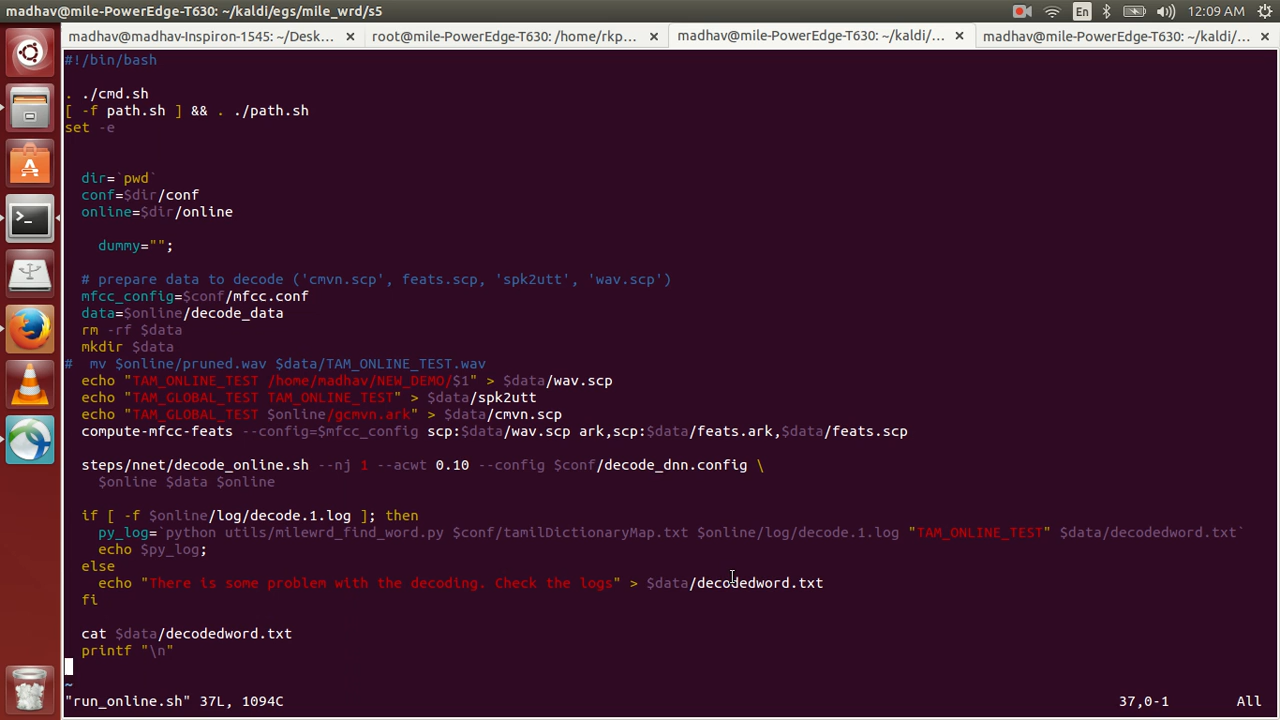 madhav@mile-PowerEdge-T630: ~/kaldi/egs/mile_wrd/s5
En
12:09 AM
madhav@madhav-Inspiron-1545: ~/Desk... ×
root@mile-PowerEdge-T630: /home/rkp... ×
madhav@mile-PowerEdge-T630: ~/kaldi/... ×
madhav@mile-PowerEdge-T630: ~/kaldi/... ×
#!/bin/bash
. ./cmd.sh
[ -f path.sh ] && . ./path.sh
set -e
dir=`pwd`
conf=$dir/conf
online=$dir/online
dummy="";
# prepare data to decode ('cmvn.scp', feats.scp, 'spk2utt', 'wav.scp')
mfcc_config=$conf/mfcc.conf
data=$online/decode_data
rm -rf $data
mkdir $data
#  mv $online/pruned.wav $data/TAM_ONLINE_TEST.wav
echo "TAM_ONLINE_TEST /home/madhav/NEW_DEMO/$1" > $data/wav.scp
echo "TAM_GLOBAL_TEST TAM_ONLINE_TEST" > $data/spk2utt
echo "TAM_GLOBAL_TEST $online/gcmvn.ark" > $data/cmvn.scp
compute-mfcc-feats --config=$mfcc_config scp:$data/wav.scp ark,scp:$data/feats.ark,$data/feats.scp
steps/nnet/decode_online.sh --nj 1 --acwt 0.10 --config $conf/decode_dnn.config \
$online $data $online
if [ -f $online/log/decode.1.log ]; then
py_log=`python utils/milewrd_find_word.py $conf/tamilDictionaryMap.txt $online/log/decode.1.log "TAM_ONLINE_TEST" $data/decodedword.txt`
echo $py_log;
else
echo "There is some problem with the decoding. Check the logs" > $data/decodedword.txt
fi
cat $data/decodedword.txt
printf "\n"
~
"run_online.sh" 37L, 1094C
37,0-1
All